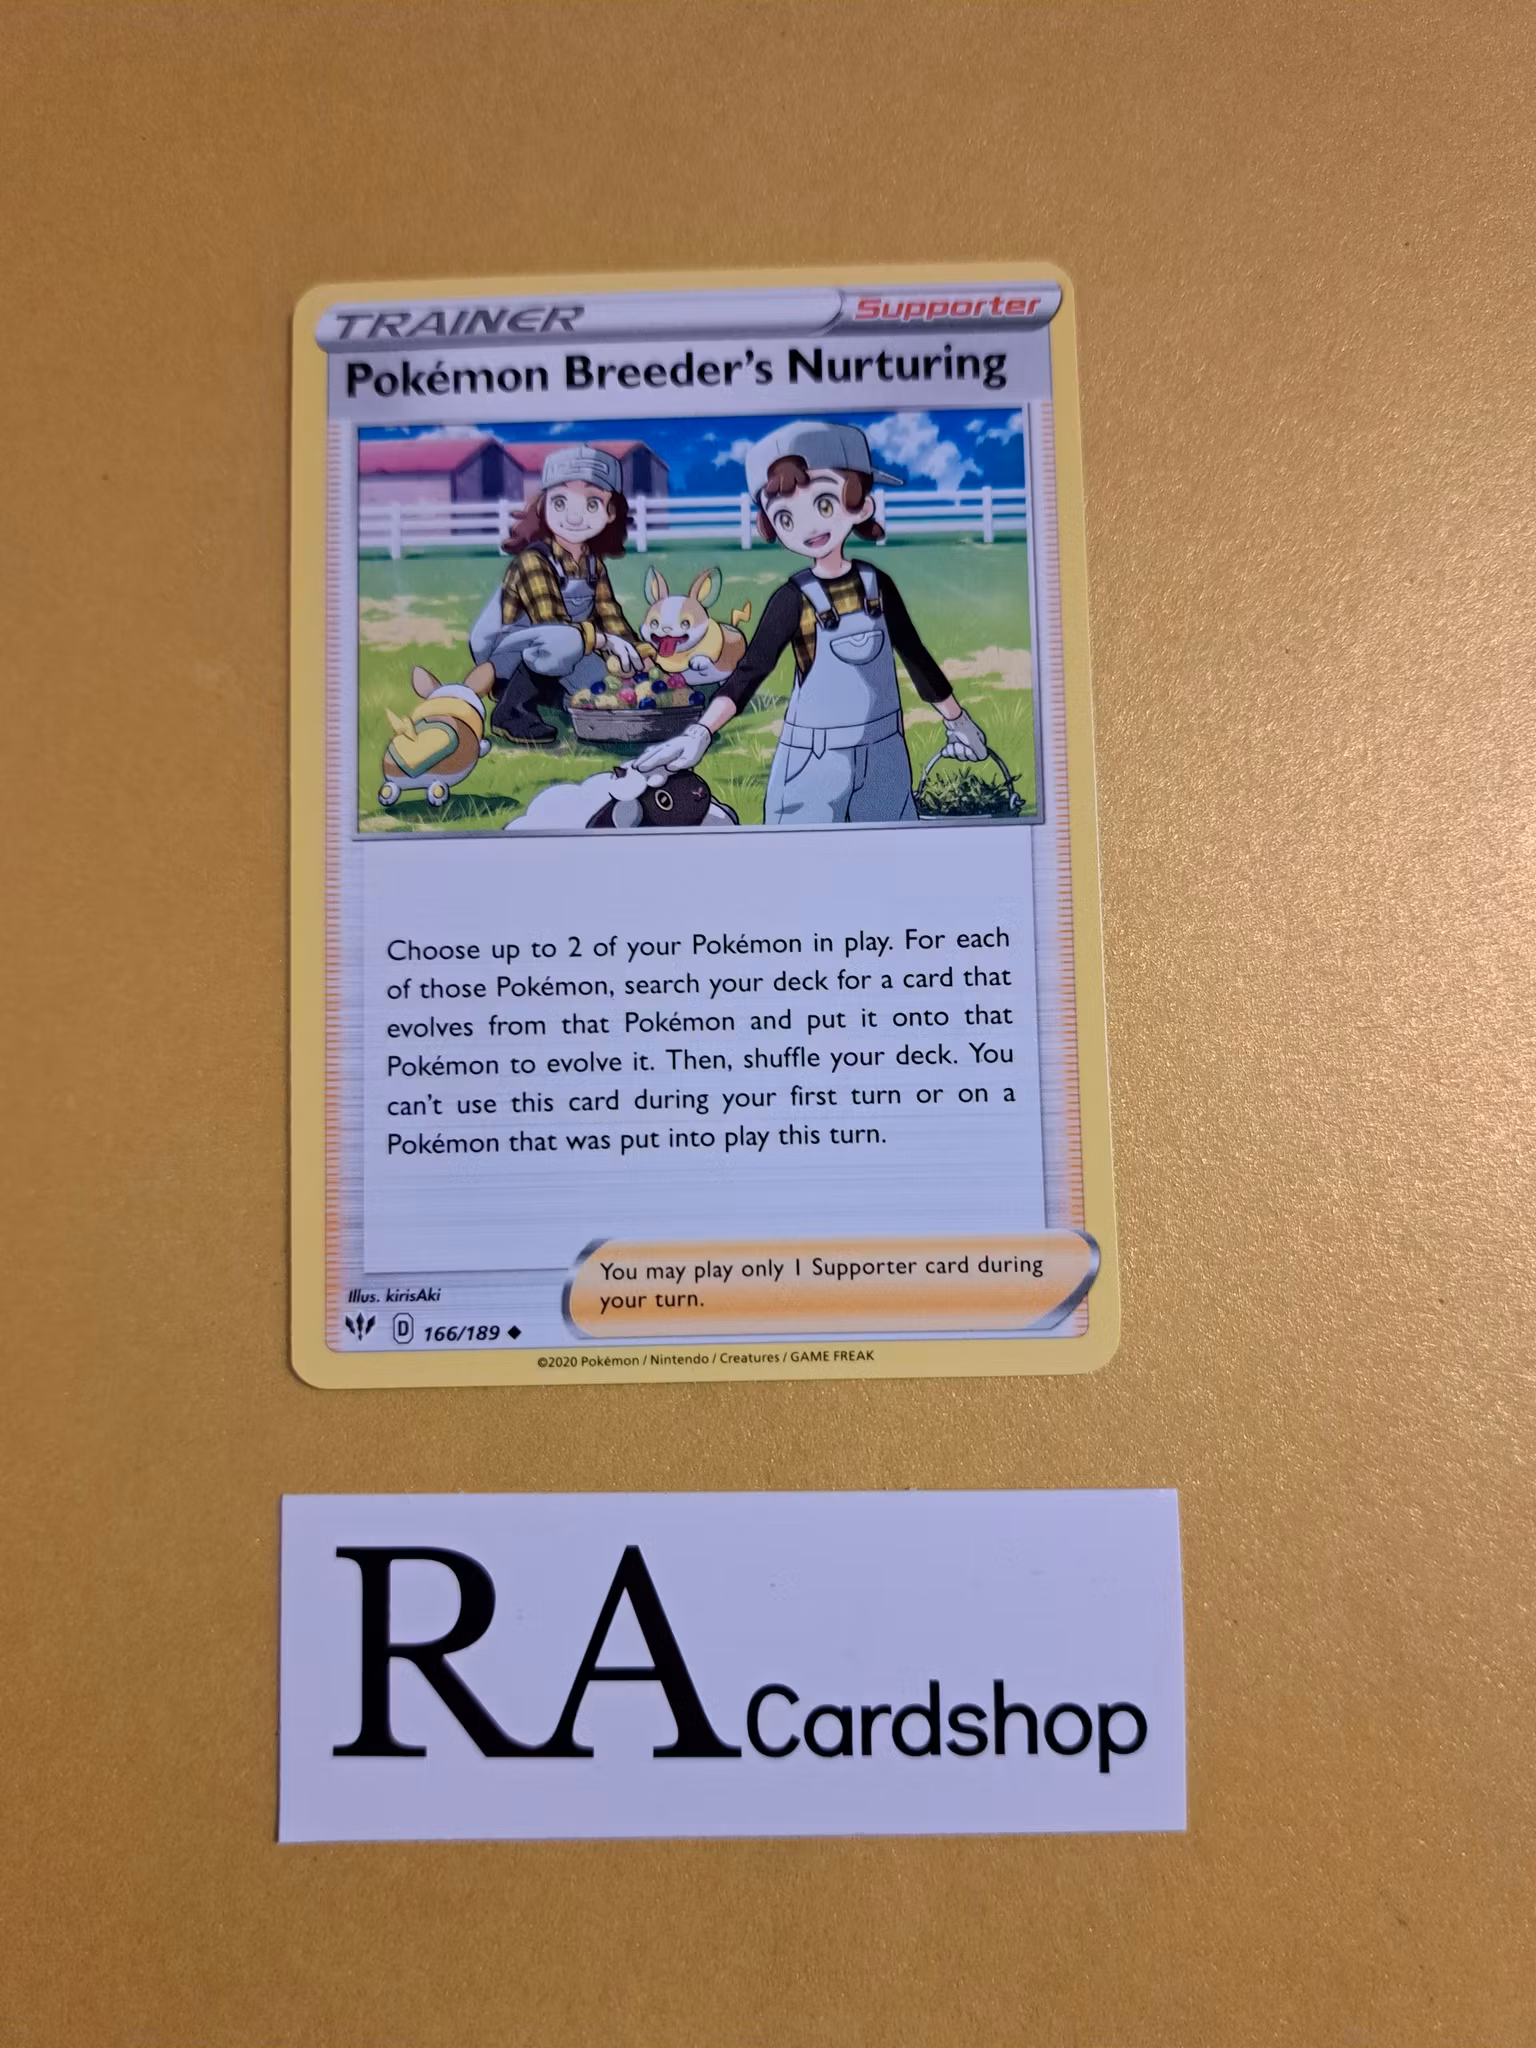 TRAINER
Supporter
Pokémon Breeder's Nurturing
Choose up to 2 of your Pokémon in play. For each
of those Pokémon, search your deck for a card that
evolves from that Pokémon and put it onto that
Pokémon to evolve it. Then, shuffle your deck. You
can't use this card during your first turn or on a
Pokémon that was put into play this turn.
You may play only 1 Supporter card during
your turn.
Illus. kirisAki
D 166/189
©2020 Pokémon / Nintendo / Creatures / GAME FREAK
RA Cardshop